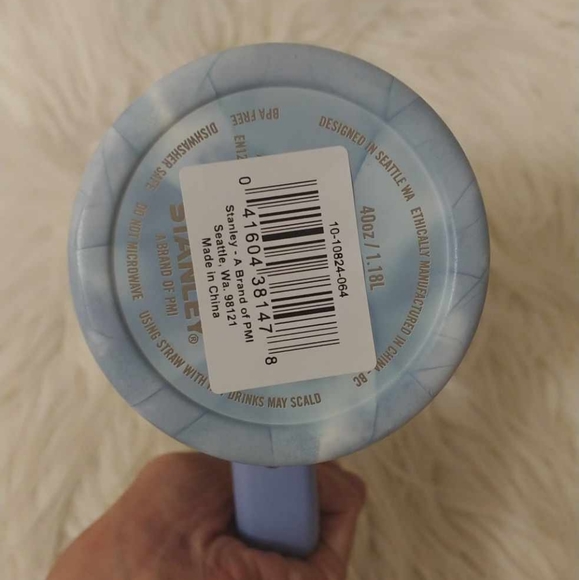 DESIGNED IN SEATTLE WA
ETHICALLY MANUFACTURED IN CHINA - BC
40oz / 1.18L
BPA FREE
DISHWASHER SAFE
DO NOT MICROWAVE
USING STRAW WITH DRINKS MAY SCALD
STANLEY®
A BRAND OF PMI
10-10824-064
0 41604 38147 8
Stanley - A Brand of PMI
Seattle, Wa. 98121
Made in China